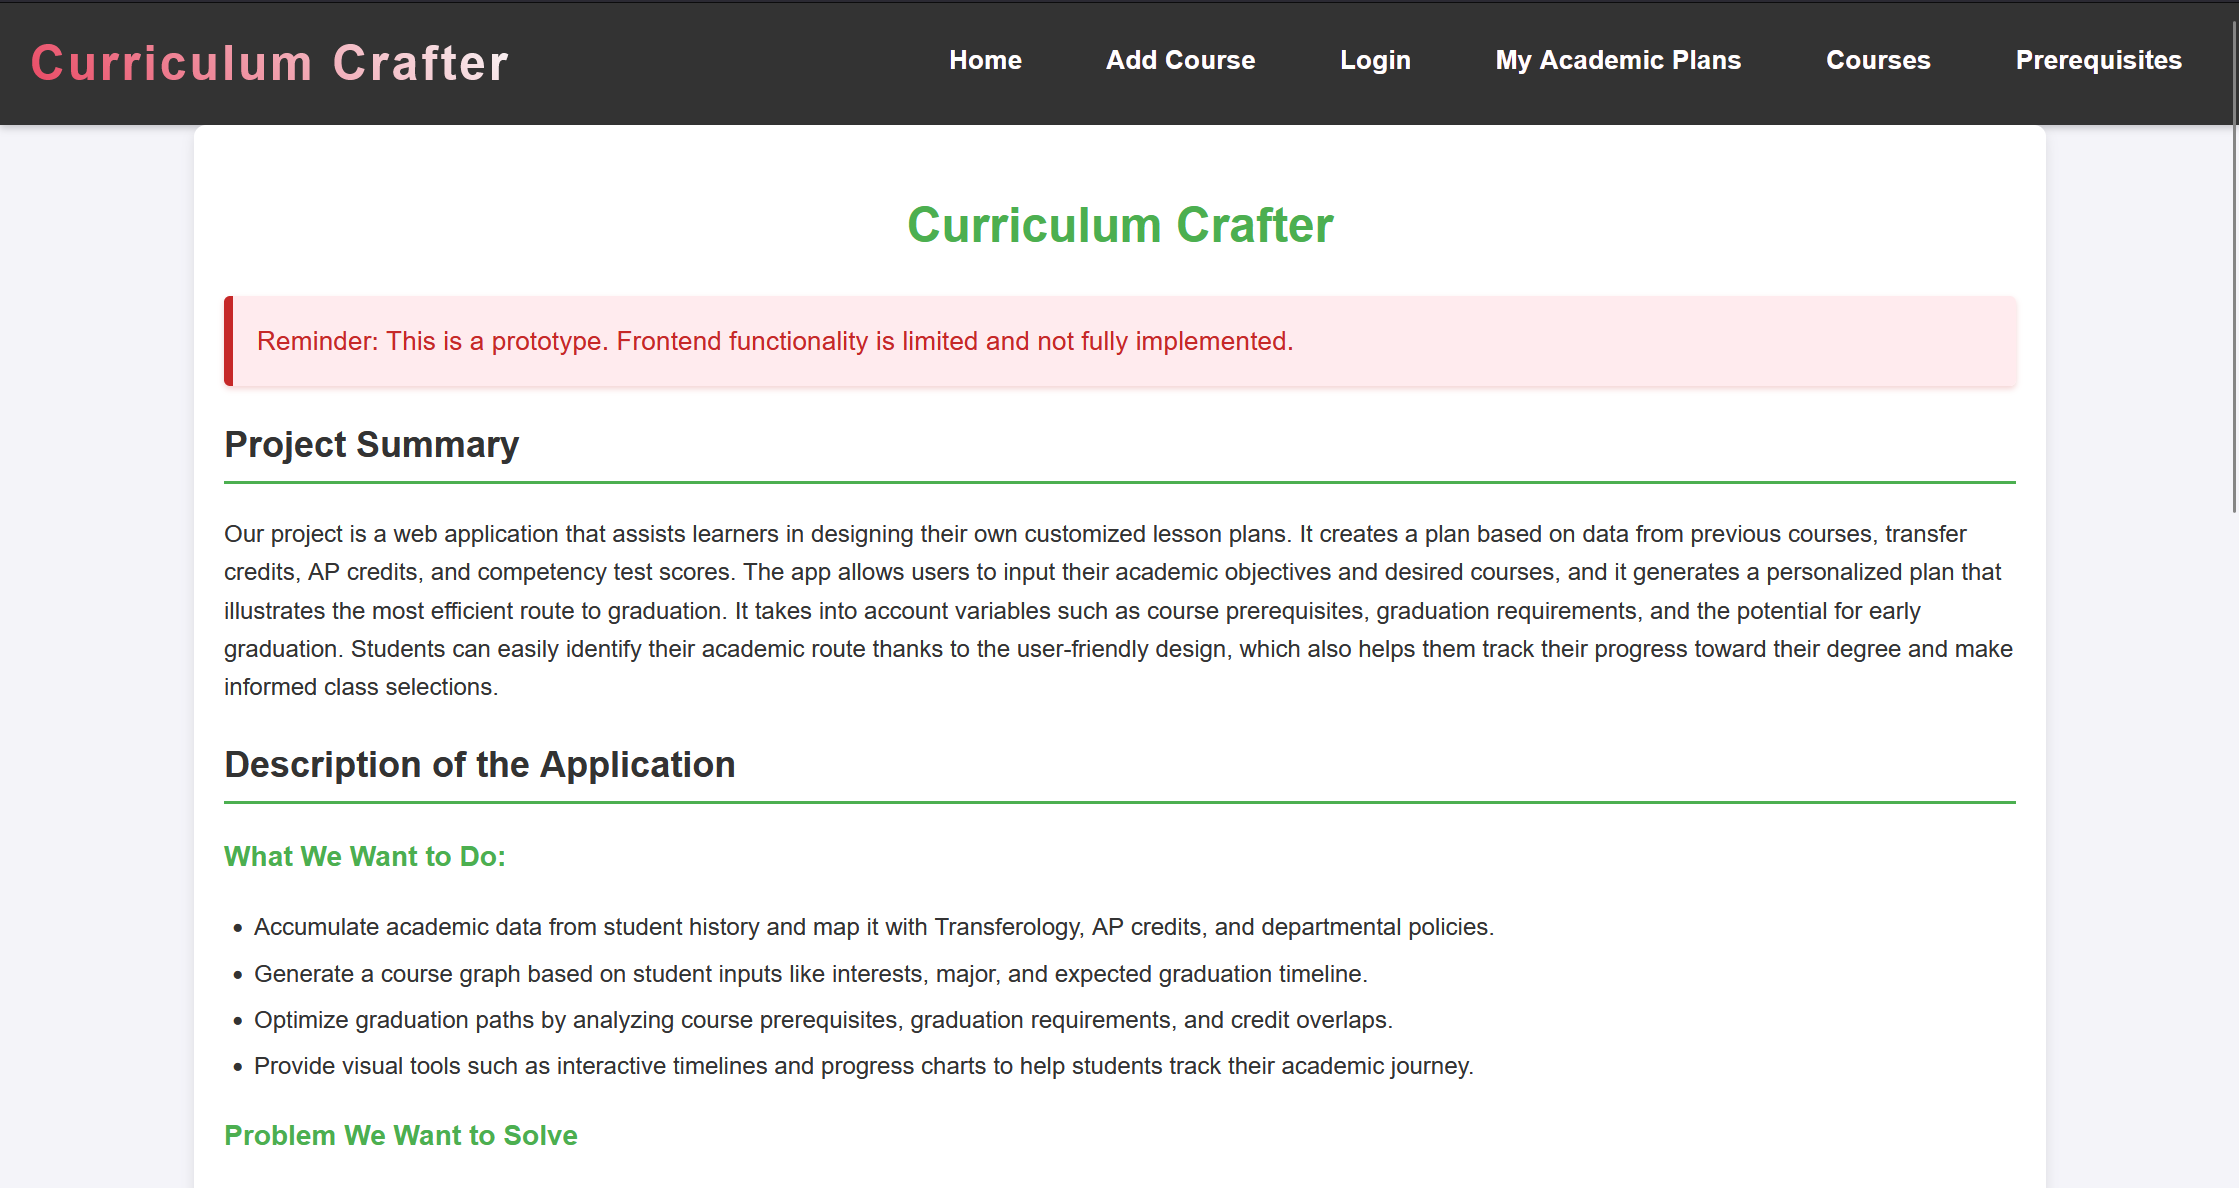 Curriculum Crafter
Home
Add Course
Login
My Academic Plans
Courses
Prerequisites
Curriculum Crafter
Reminder: This is a prototype. Frontend functionality is limited and not fully implemented.
Project Summary
Our project is a web application that assists learners in designing their own customized lesson plans. It creates a plan based on data from previous courses, transfer
credits, AP credits, and competency test scores. The app allows users to input their academic objectives and desired courses, and it generates a personalized plan that
illustrates the most efficient route to graduation. It takes into account variables such as course prerequisites, graduation requirements, and the potential for early
graduation. Students can easily identify their academic route thanks to the user-friendly design, which also helps them track their progress toward their degree and make
informed class selections.
Description of the Application
What We Want to Do:
• Accumulate academic data from student history and map it with Transferology, AP credits, and departmental policies.
• Generate a course graph based on student inputs like interests, major, and expected graduation timeline.
• Optimize graduation paths by analyzing course prerequisites, graduation requirements, and credit overlaps.
• Provide visual tools such as interactive timelines and progress charts to help students track their academic journey.
Problem We Want to Solve